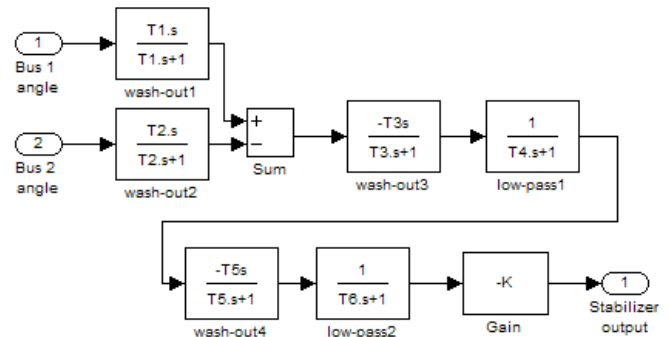 1
Bus 1
angle
T1.s
T1.s+1
wash-out1
2
Bus 2
angle
T2.s
T2.s+1
wash-out2
+
−
Sum
-T3s
T3.s+1
wash-out3
1
T4.s+1
low-pass1
-T5s
T5.s+1
wash-out4
1
T6.s+1
low-pass2
-K
Gain
1
Stabilizer
output